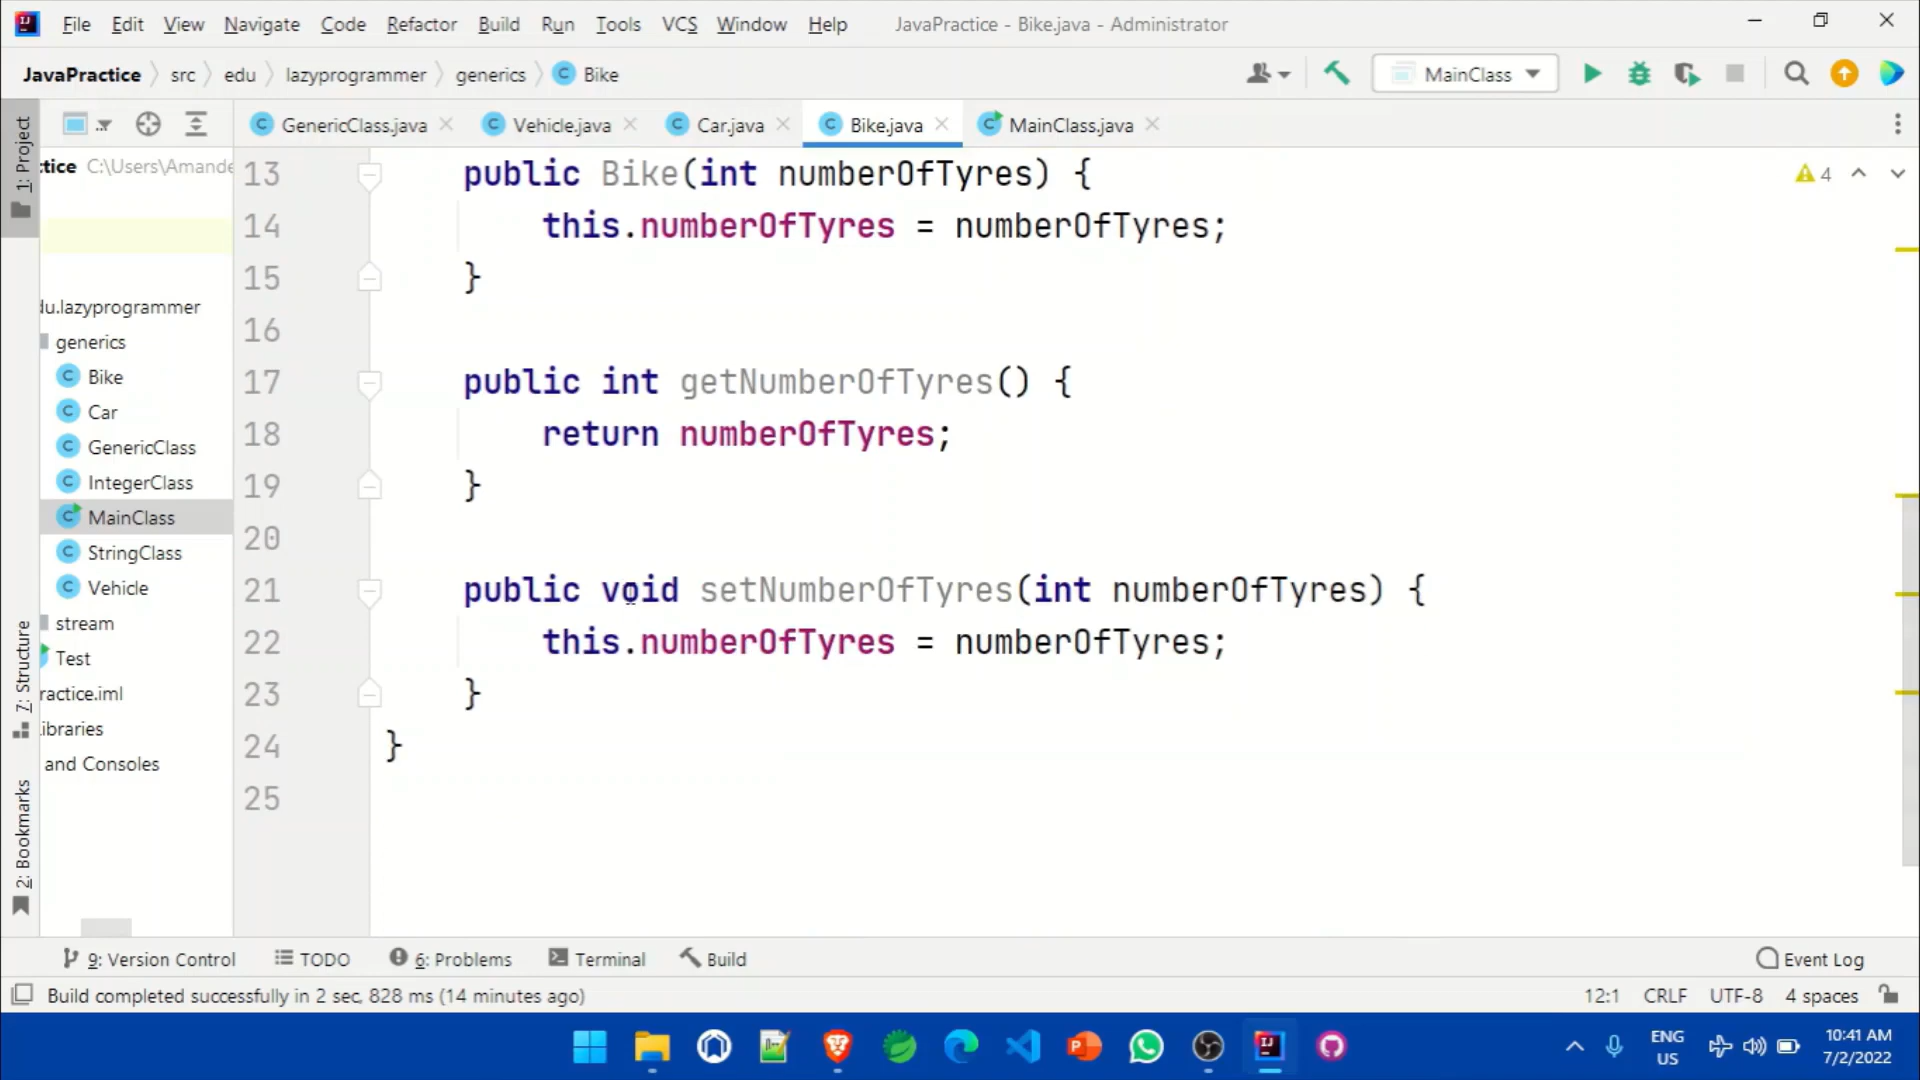 File Edit View Navigate Code Refactor Build Run Tools VCS Window Help JavaPractice - Bike.java - Administrator
JavaPractice src edu lazyprogrammer generics Bike MainClass
GenericClass.java Vehicle.java Car.java Bike.java MainClass.java
1: Project
7: Structure
2: Bookmarks
ctice C:\Users\Amande
du.lazyprogrammer
generics
Bike
Car
GenericClass
IntegerClass
MainClass
StringClass
Vehicle
stream
Test
ractice.iml
ibraries
and Consoles
4
13 public Bike(int numberOfTyres) {
14 this.numberOfTyres = numberOfTyres;
15 }
16
17 public int getNumberOfTyres() {
18 return numberOfTyres;
19 }
20
21 public void setNumberOfTyres(int numberOfTyres) {
22 this.numberOfTyres = numberOfTyres;
23 }
24 }
25
9: Version Control TODO 6: Problems Terminal Build Event Log
Build completed successfully in 2 sec, 828 ms (14 minutes ago) 12:1 CRLF UTF-8 4 spaces
ENG
US
10:41 AM
7/2/2022